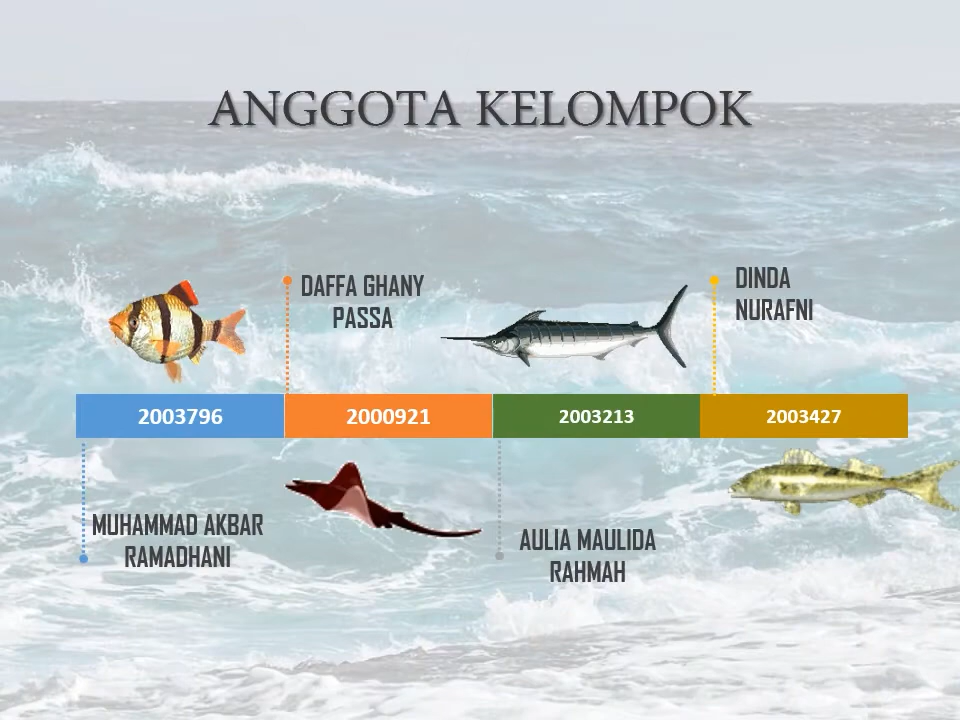 ANGGOTA KELOMPOK
DAFFA GHANY
PASSA
DINDA
NURAFNI
2003796
2000921
2003213
2003427
MUHAMMAD AKBAR
RAMADHANI
AULIA MAULIDA
RAHMAH